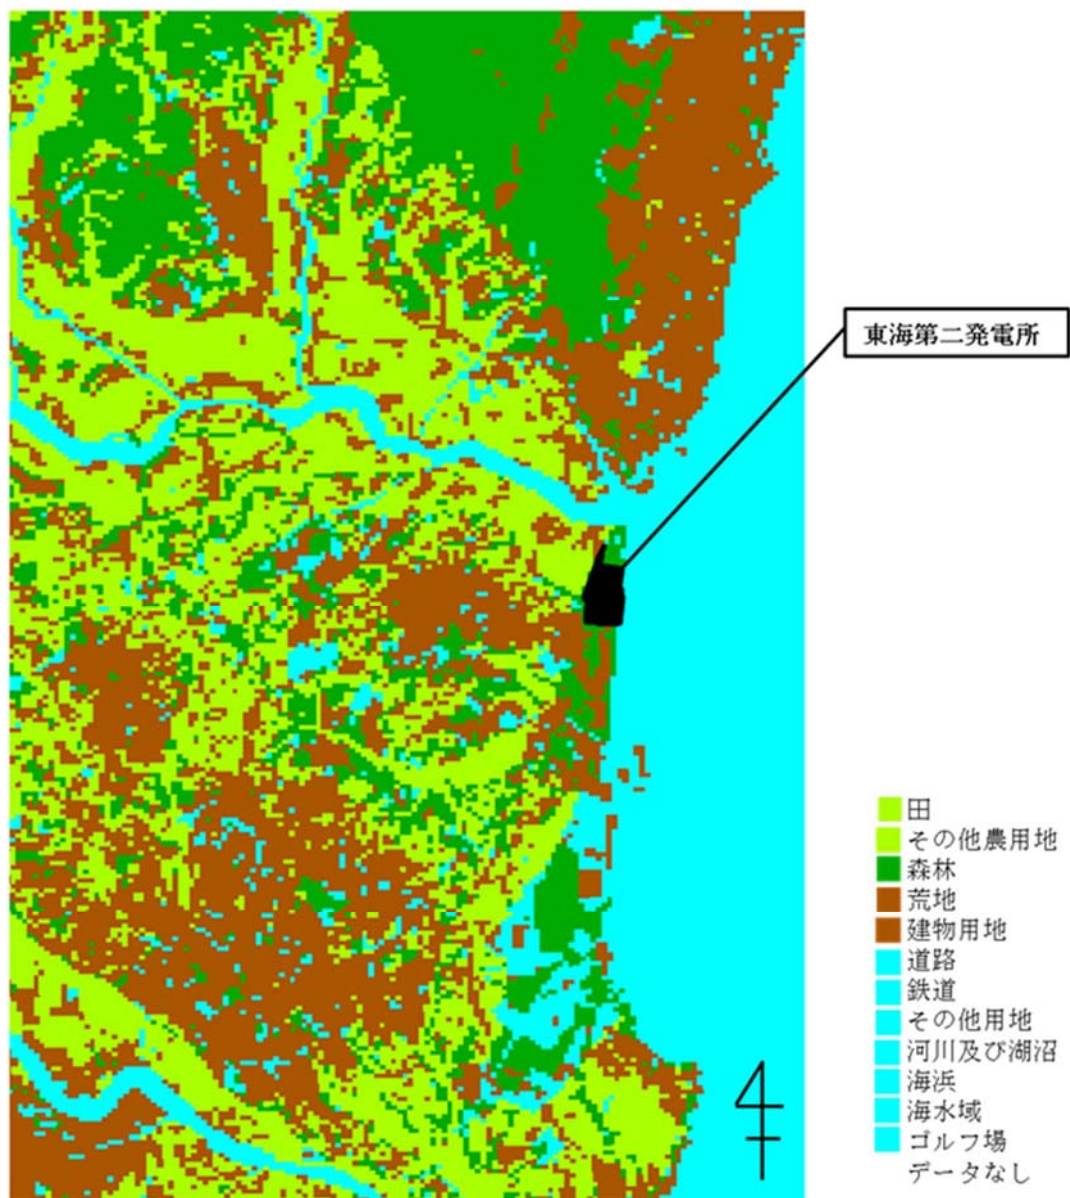 東海第二発電所
田
その他農用地
森林
荒地
建物用地
道路
鉄道
その他用地
河川及び湖沼
海浜
海水域
ゴルフ場
データなし